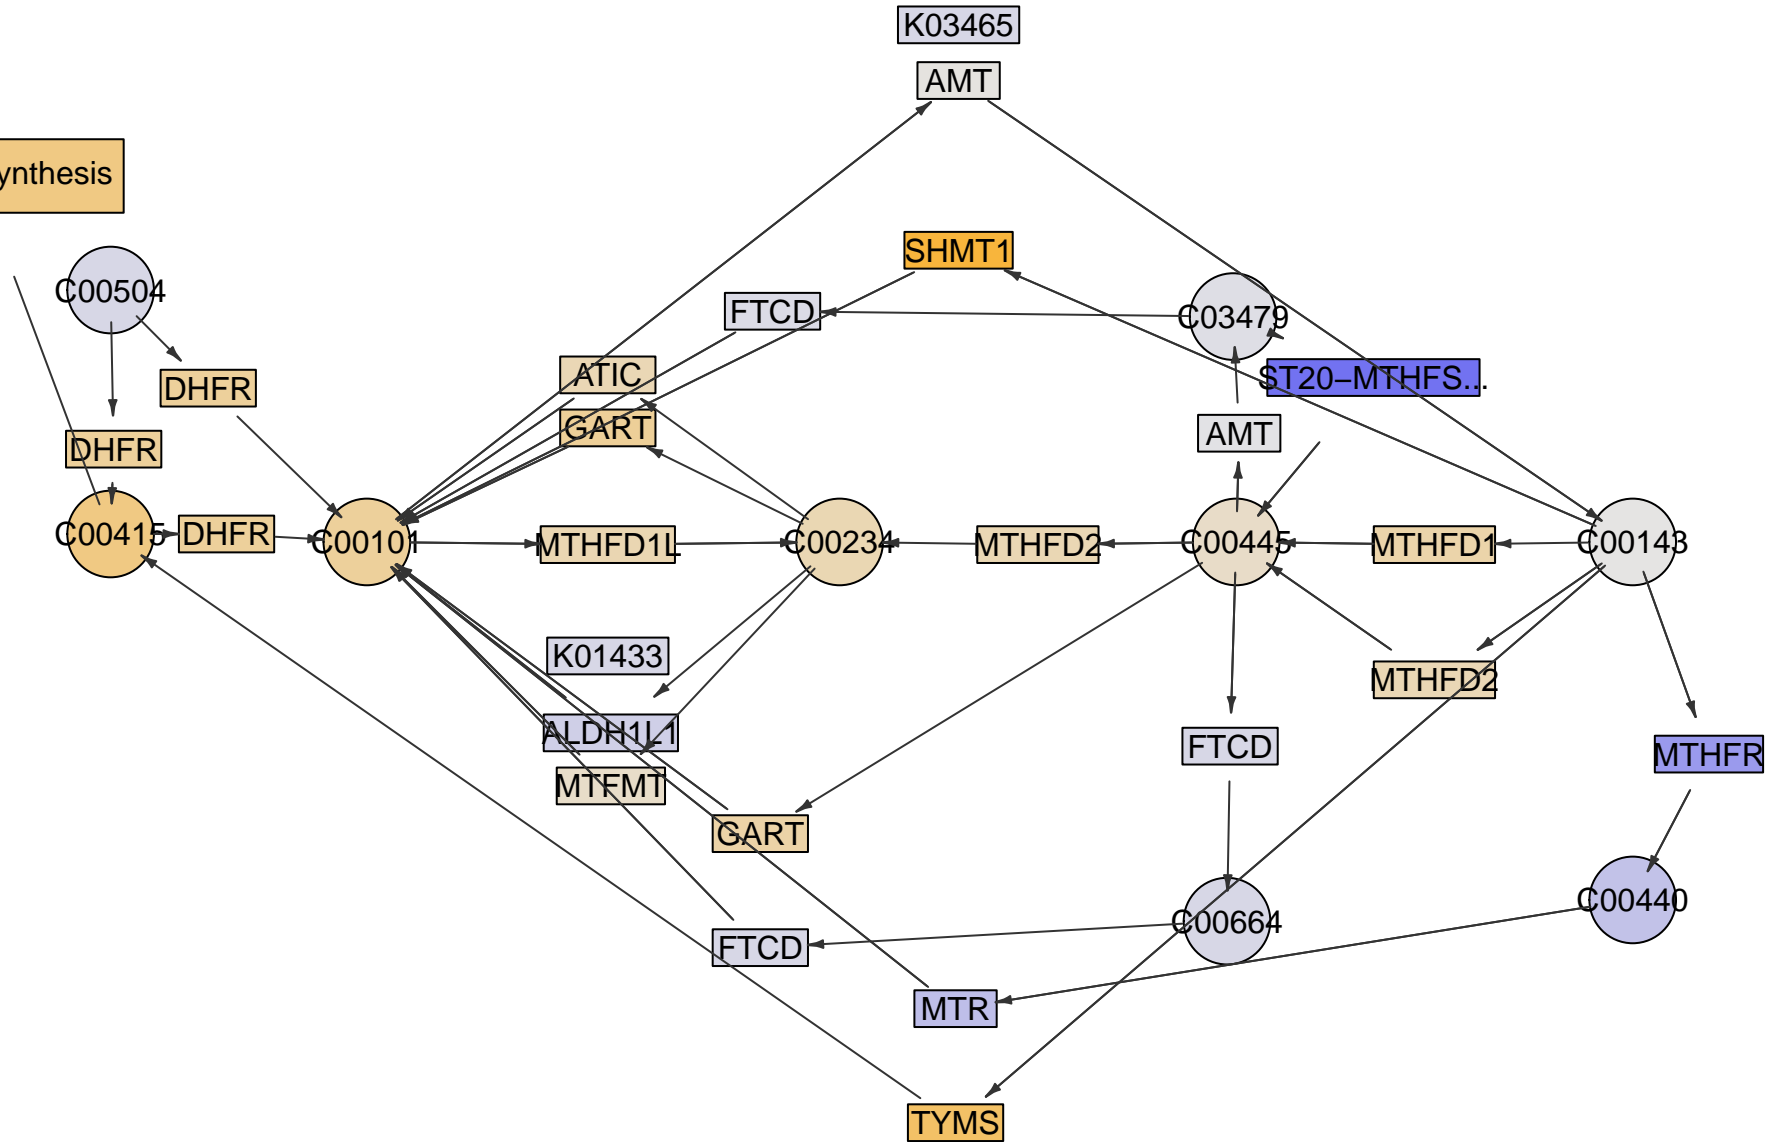 K03465
AMT
ynthesis
SHMT1
C00504
FTCD
C03479
DHFR
ATIC
ST20−MTHFS...
GART
AMT
DHFR
C00415
DHFR
C00101
MTHFD1L
C00234
MTHFD2
C00445
MTHFD1
C00143
K01433
MTHFD2
ALDH1L1
FTCD
MTHFR
MTFMT
GART
C00440
C00664
FTCD
MTR
TYMS